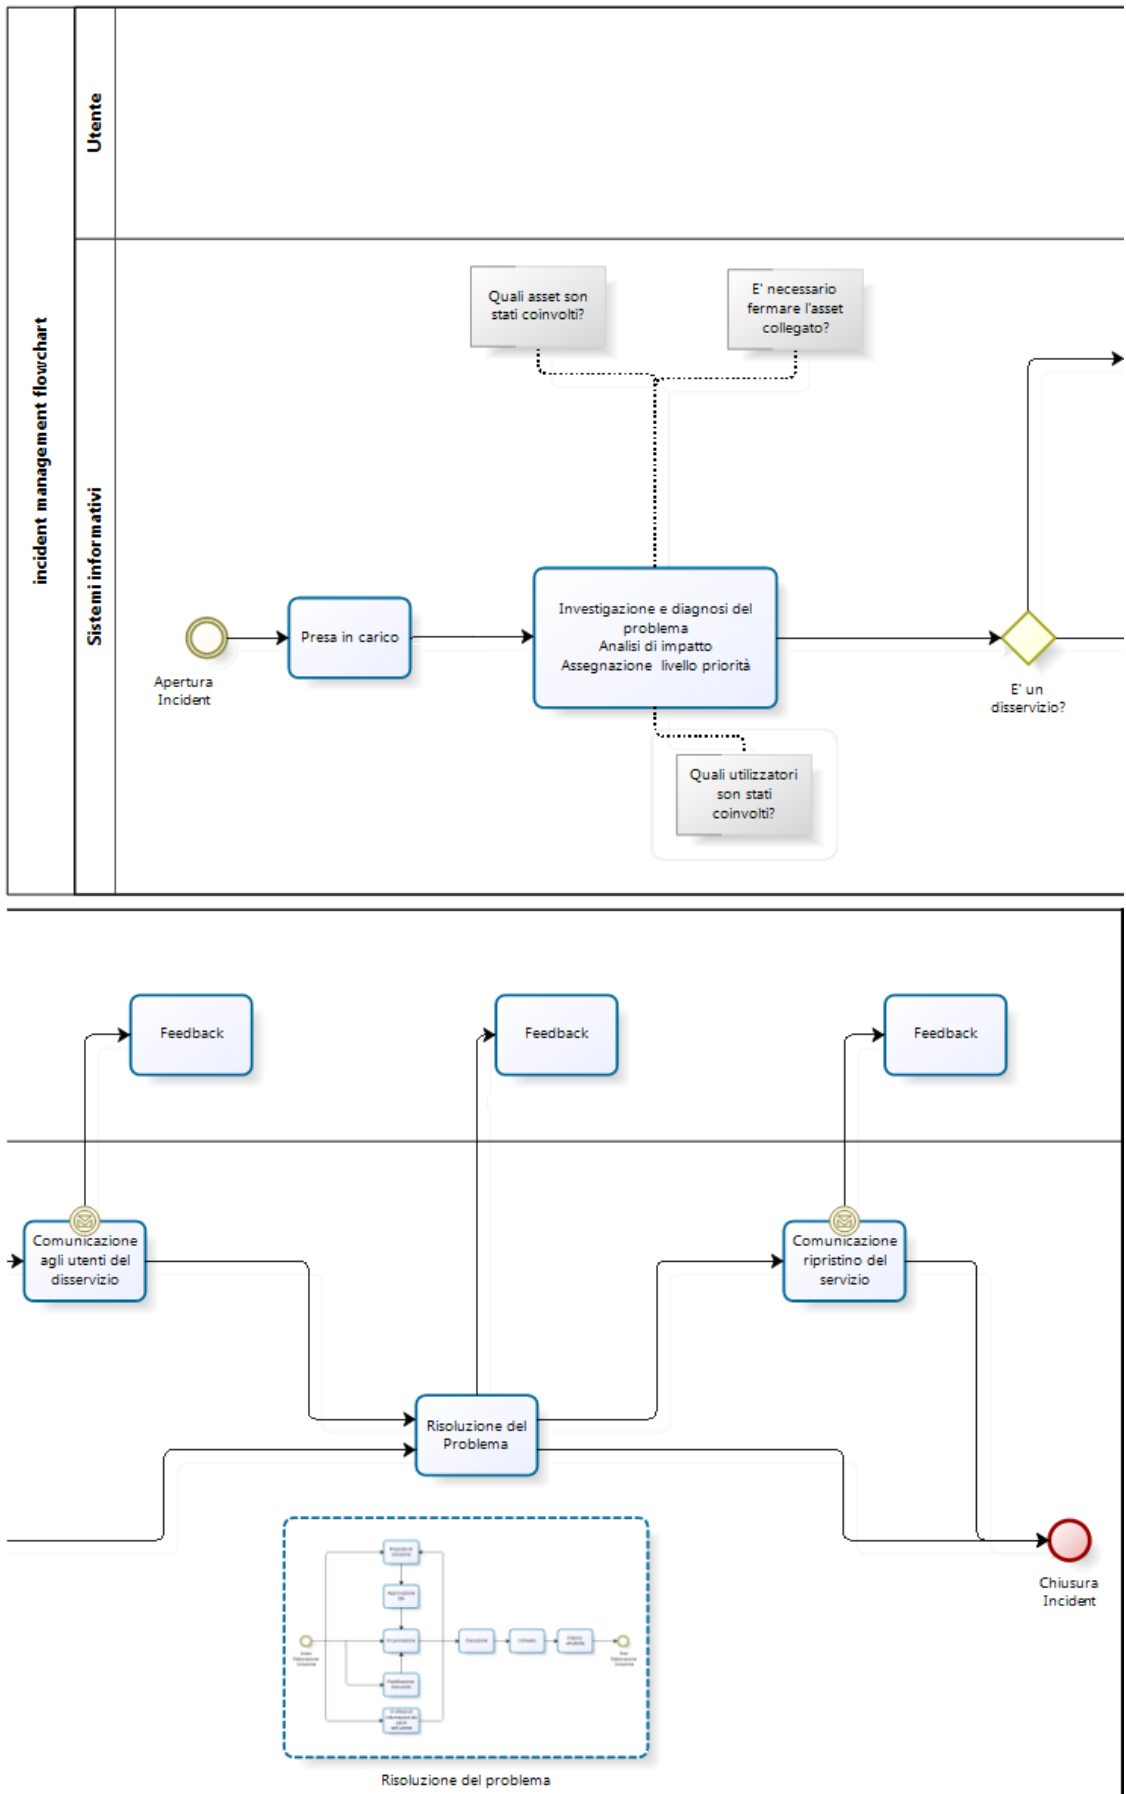 incident management flowchart
Utente
Sistemi informativi
Quali asset son
stati coinvolti?
E' necessario
fermare l'asset
collegato?
Apertura
Incident
Presa in carico
Investigazione e diagnosi del
problema
Analisi di impatto
Assegnazione livello priorità
E' un
disservizio?
Quali utilizzatori
son stati
coinvolti?
Feedback
Feedback
Feedback
Comunicazione
agli utenti del
disservizio
Comunicazione
ripristino del
servizio
Risoluzione del
Problema
Chiusura
Incident
Risoluzione del problema